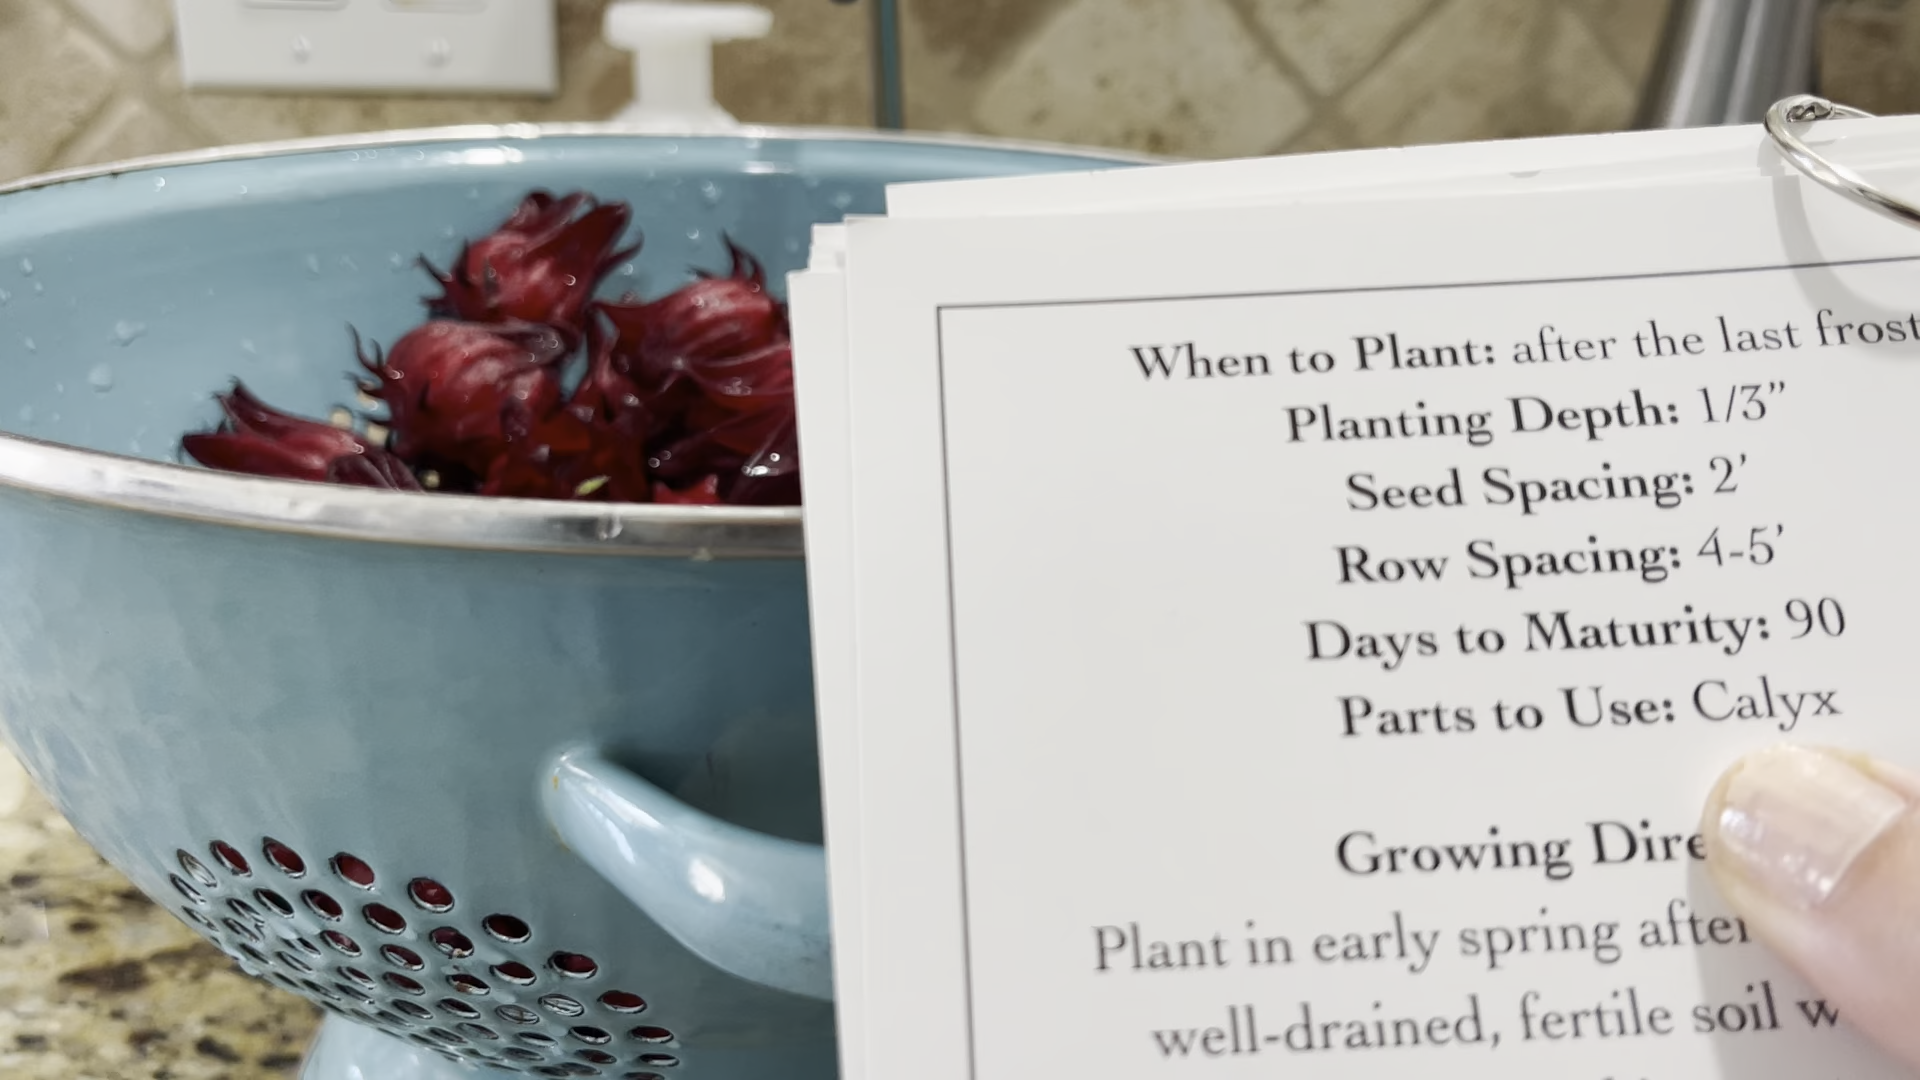 When to Plant: after the last frost
Planting Depth: 1/3”
Seed Spacing: 2’
Row Spacing: 4-5’
Days to Maturity: 90
Parts to Use: Calyx
Growing
Plant in early spring after
well-drained, fertile soil